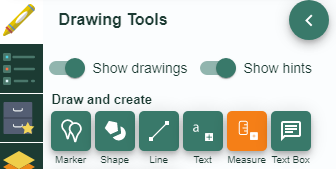 Drawing Tools
Show drawings Show hints
Draw and create
a
Marker Shape Line Text Measure Text Box